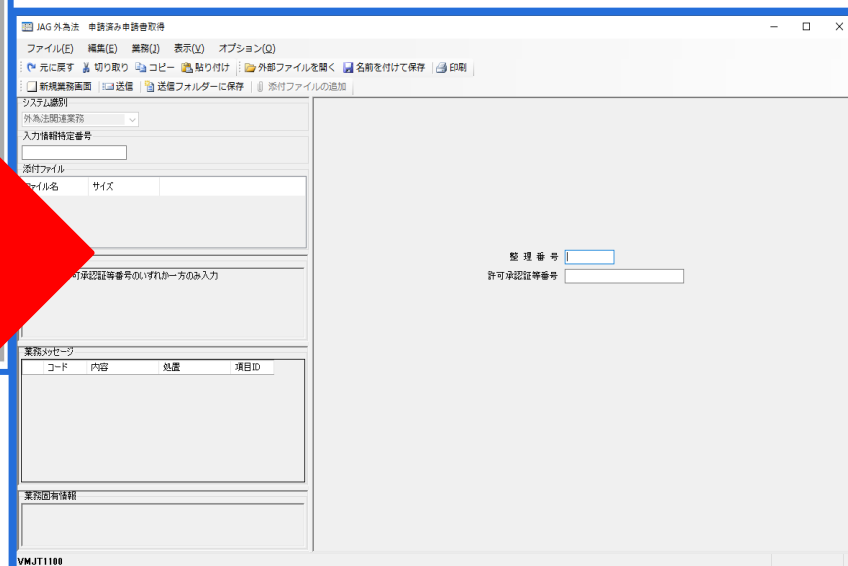 JAG 外為法 申請済み申請書取得
ファイル(F) 編集(E) 業務(J) 表示(V) オプション(O)
元に戻す 切り取り コピー 貼り付け 外部ファイルを開く 名前を付けて保存 印刷
新規業務画面 送信 送信フォルダーに保存 添付ファイルの追加
システム識別
外為法関連業務
入力情報特定番号
添付ファイル
ァイル名 サイズ
整理番号
可承認証等番号のいずれか一方のみ入力
許可承認証等番号
業務メッセージ
コード 内容 処置 項目ID
業務固有情報
VMJT1100